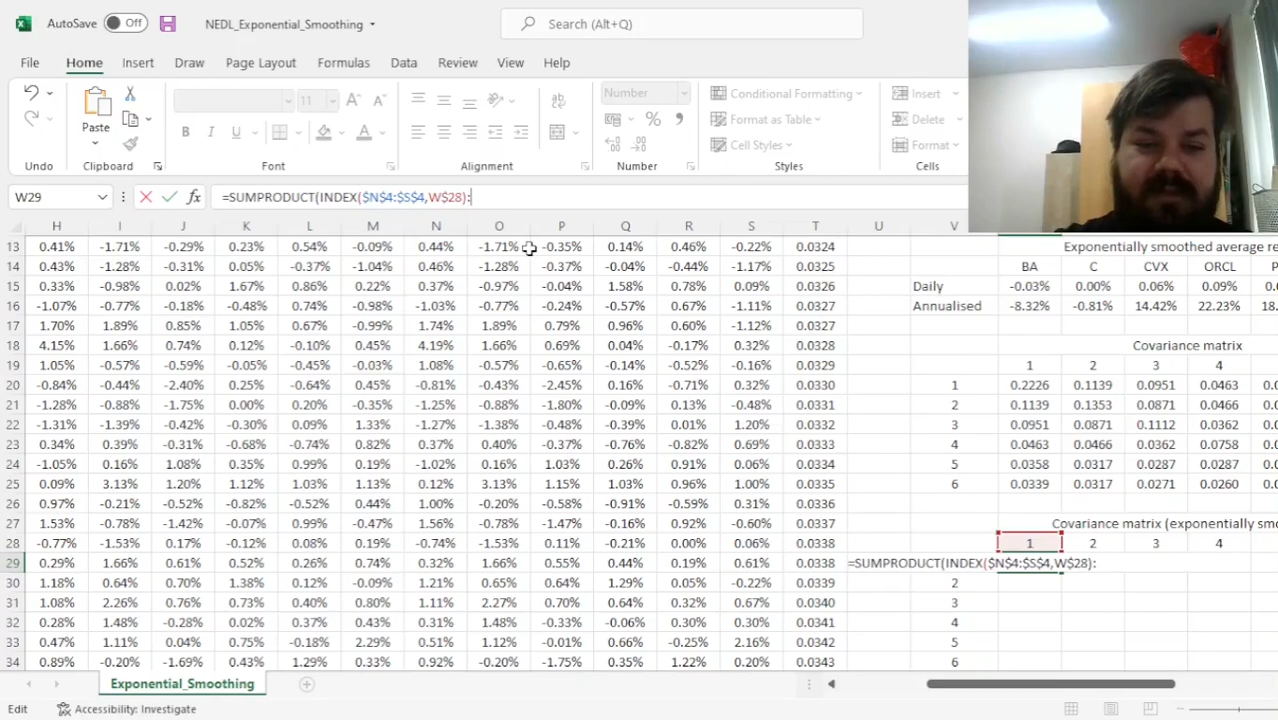 AutoSave Off NEDL_Exponential_Smoothing Search (Alt+Q)
File Home Insert Draw Page Layout Formulas Data Review View Help
Paste 11 A A Number Conditional Formatting Insert
B I U A % Format as Table Delete
Cell Styles Format
Undo Clipboard Font Alignment Number Styles Cells
W29 fx =SUMPRODUCT(INDEX($N$4:$S$4,W$28):
H I J K L M N O P Q R S T U V W X Y Z
13 0.41% -1.71% -0.29% 0.23% 0.54% -0.09% 0.44% -1.71% -0.35% 0.14% 0.46% -0.22% 0.0324 Exponentially smoothed average re
14 0.43% -1.28% -0.31% 0.05% -0.37% -1.04% 0.46% -1.28% -0.37% -0.04% -0.44% -1.17% 0.0325 BA C CVX ORCL
15 0.33% -0.98% 0.02% 1.67% 0.86% 0.22% 0.37% -0.97% -0.04% 1.58% 0.78% 0.09% 0.0326 Daily -0.03% 0.00% 0.06% 0.09%
16 -1.07% -0.77% -0.18% -0.48% 0.74% -0.98% -1.03% -0.77% -0.24% -0.57% 0.67% -1.11% 0.0327 Annualised -8.32% -0.81% 14.42% 22.23%
17 1.70% 1.89% 0.85% 1.05% 0.67% -0.99% 1.74% 1.89% 0.79% 0.96% 0.60% -1.12% 0.0327
18 4.15% 1.66% 0.74% 0.12% -0.10% 0.45% 4.19% 1.66% 0.69% 0.04% -0.17% 0.32% 0.0328 Covariance matrix
19 1.05% -0.57% -0.59% -0.05% -0.45% -0.03% 1.08% -0.57% -0.65% -0.14% -0.52% -0.16% 0.0329 1 2 3 4
20 -0.84% -0.44% -2.40% 0.25% -0.64% 0.45% -0.81% -0.43% -2.45% 0.16% -0.71% 0.32% 0.0330 1 0.2226 0.1139 0.0951 0.0463
21 -1.28% -0.88% -1.75% 0.00% 0.20% -0.35% -1.25% -0.88% -1.80% -0.09% 0.13% -0.48% 0.0331 2 0.1139 0.1353 0.0871 0.0466
22 -1.31% -1.39% -0.42% -0.30% 0.09% 1.33% -1.27% -1.38% -0.48% -0.39% 0.01% 1.20% 0.0332 3 0.0951 0.0871 0.1112 0.0362
23 0.34% 0.39% -0.31% -0.68% -0.74% 0.82% 0.37% 0.40% -0.37% -0.76% -0.82% 0.69% 0.0333 4 0.0463 0.0466 0.0362 0.0758
24 -1.05% 0.16% 1.08% 0.35% 0.99% 0.19% -1.02% 0.16% 1.03% 0.26% 0.91% 0.06% 0.0334 5 0.0358 0.0317 0.0287 0.0287
25 0.09% 3.13% 1.20% 1.12% 1.03% 1.13% 0.12% 3.13% 1.15% 1.03% 0.96% 1.00% 0.0335 6 0.0339 0.0317 0.0271 0.0260
26 0.97% -0.21% -0.52% -0.82% -0.52% 0.44% 1.00% -0.20% -0.58% -0.91% -0.59% 0.31% 0.0336
27 1.53% -0.78% -1.42% -0.07% 0.99% -0.47% 1.56% -0.78% -1.47% -0.16% 0.92% -0.60% 0.0337 Covariance matrix (exponentially smo
28 -0.77% -1.53% 0.17% -0.12% 0.08% 0.19% -0.74% -1.53% 0.11% -0.21% 0.00% 0.06% 0.0338 1 2 3 4
29 0.29% 1.66% 0.61% 0.52% 0.26% 0.74% 0.32% 1.66% 0.55% 0.44% 0.19% 0.61% 0.0338 =SUMPRODUCT(INDEX($N$4:$S$4,W$28):
30 1.18% 0.64% 0.70% 1.38% 0.12% -0.09% 1.21% 0.65% 0.64% 1.29% 0.05% -0.22% 0.0339 2
31 1.08% 2.26% 0.76% 0.73% 0.40% 0.80% 1.11% 2.27% 0.70% 0.64% 0.32% 0.67% 0.0340 3
32 0.28% 1.48% -0.28% 0.02% 0.37% 0.43% 0.31% 1.48% -0.33% -0.06% 0.30% 0.30% 0.0341 4
33 0.47% 1.11% 0.04% 0.75% -0.18% 2.29% 0.51% 1.12% -0.01% 0.66% -0.25% 2.16% 0.0342 5
34 0.89% -0.20% -1.69% 0.43% 1.29% 0.33% 0.92% -0.20% -1.75% 0.35% 1.22% 0.20% 0.0343 6
Exponential_Smoothing
Edit Accessibility: Investigate